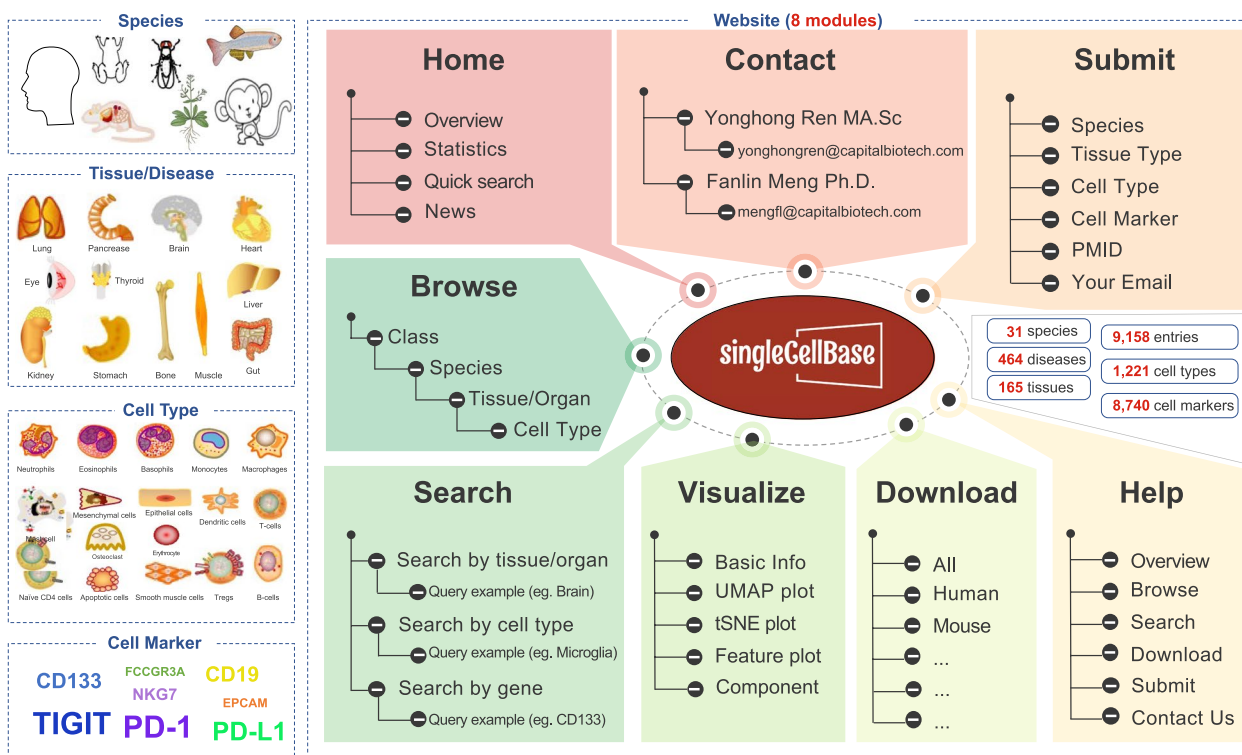 Species
Tissue/Disease
Lung
Pancrease
Brain
Heart
Eye
Thyroid
Liver
Kidney
Stomach
Bone
Muscle
Gut
Cell Type
Neutrophils
Eosinophils
Basophils
Monocytes
Macrophages
Mast cell
Mesenchymal cells
Epithelial cells
Dendritic cells
T-cells
Osteoclast
Erythrocyte
Naïve CD4 cells
Apoptotic cells
Smooth muscle cells
Tregs
B-cells
Cell Marker
CD133
FCCGR3A
CD19
NKG7
EPCAM
TIGIT
PD-1
PD-L1
Website (8 modules)
Home
Overview
Statistics
Quick search
News
Contact
Yonghong Ren MA.Sc
yonghongren@capitalbiotech.com
Fanlin Meng Ph.D.
mengfl@capitalbiotech.com
Submit
Species
Tissue Type
Cell Type
Cell Marker
PMID
Your Email
Browse
Class
Species
Tissue/Organ
Cell Type
singleCellBase
31 species
464 diseases
165 tissues
9,158 entries
1,221 cell types
8,740 cell markers
Search
Search by tissue/organ
Query example (eg. Brain)
Search by cell type
Query example (eg. Microglia)
Search by gene
Query example (eg. CD133)
Visualize
Basic Info
UMAP plot
tSNE plot
Feature plot
Component
Download
All
Human
Mouse
...
...
...
Help
Overview
Browse
Search
Download
Submit
Contact Us